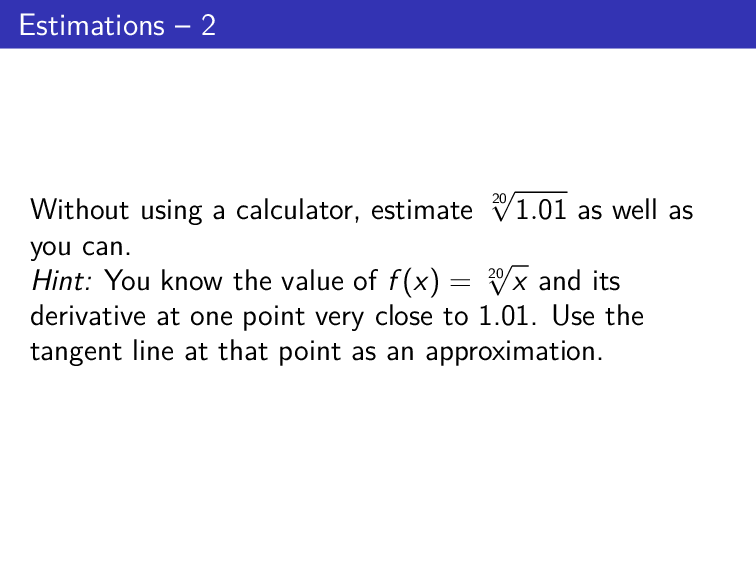 Estimations – 2
Without using a calculator, estimate \sqrt[20]{1.01} as well as
you can.
Hint: You know the value of f(x) = \sqrt[20]{x} and its
derivative at one point very close to 1.01. Use the
tangent line at that point as an approximation.